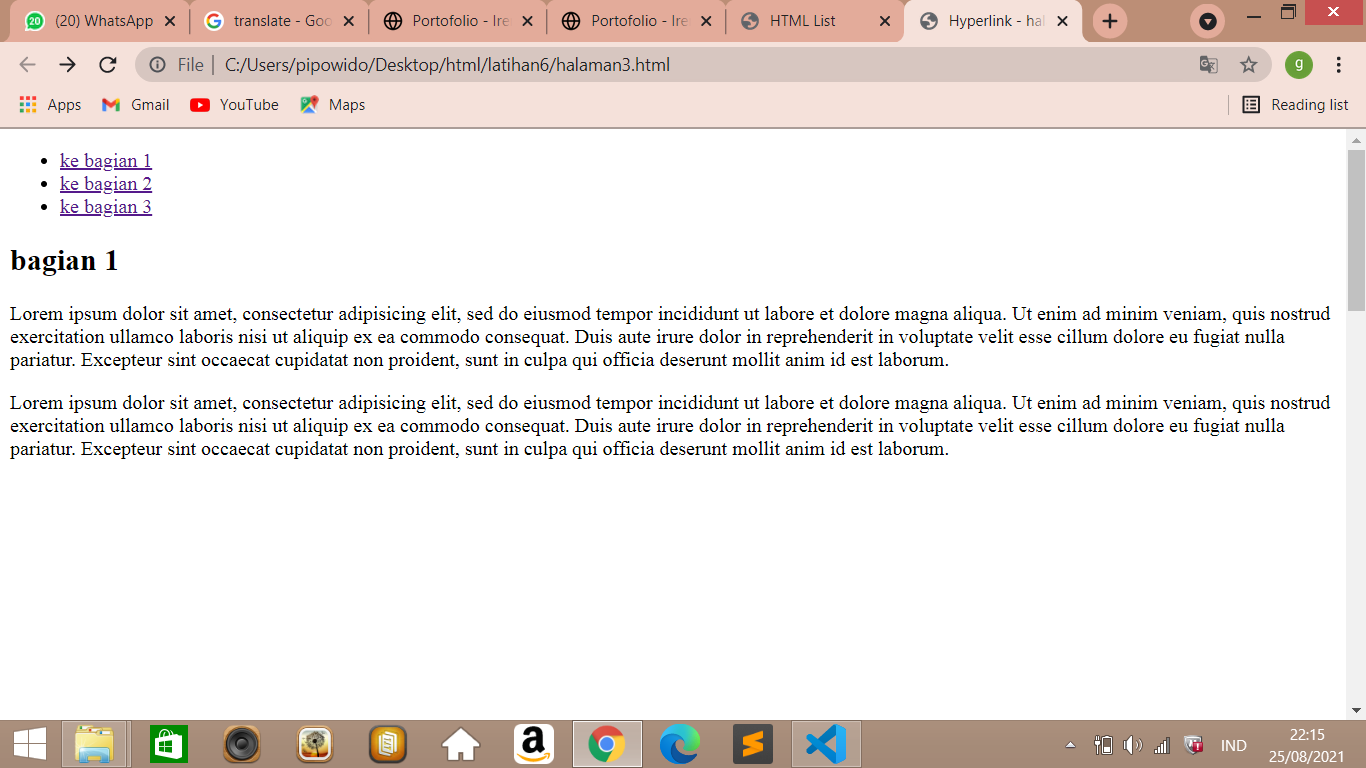 (20) WhatsApp
translate - Goo
Portofolio - Ire
Portofolio - Ire
HTML List
Hyperlink - hal
File | C:/Users/pipowido/Desktop/html/latihan6/halaman3.html
g
Apps
Gmail
YouTube
Maps
Reading list
ke bagian 1
ke bagian 2
ke bagian 3
bagian 1
Lorem ipsum dolor sit amet, consectetur adipisicing elit, sed do eiusmod tempor incididunt ut labore et dolore magna aliqua. Ut enim ad minim veniam, quis nostrud
exercitation ullamco laboris nisi ut aliquip ex ea commodo consequat. Duis aute irure dolor in reprehenderit in voluptate velit esse cillum dolore eu fugiat nulla
pariatur. Excepteur sint occaecat cupidatat non proident, sunt in culpa qui officia deserunt mollit anim id est laborum.
Lorem ipsum dolor sit amet, consectetur adipisicing elit, sed do eiusmod tempor incididunt ut labore et dolore magna aliqua. Ut enim ad minim veniam, quis nostrud
exercitation ullamco laboris nisi ut aliquip ex ea commodo consequat. Duis aute irure dolor in reprehenderit in voluptate velit esse cillum dolore eu fugiat nulla
pariatur. Excepteur sint occaecat cupidatat non proident, sunt in culpa qui officia deserunt mollit anim id est laborum.
IND
22:15
25/08/2021